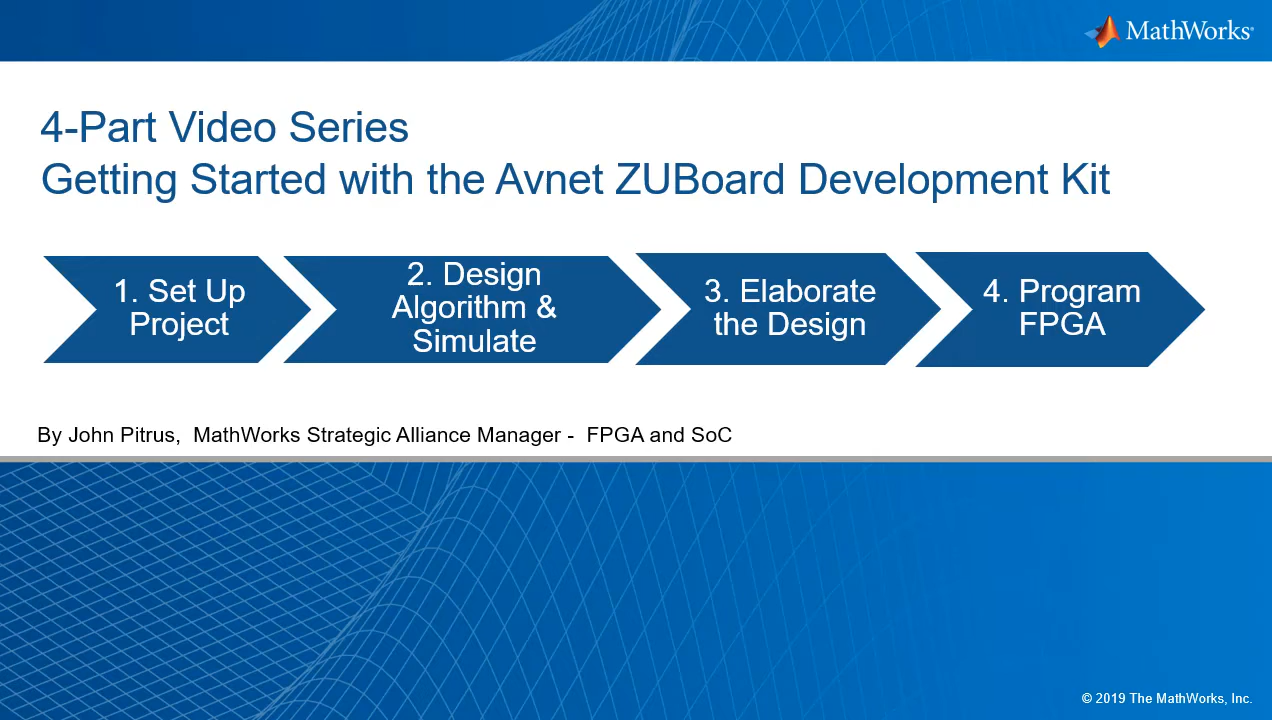 MathWorks®
4-Part Video Series
Getting Started with the Avnet ZUBoard Development Kit
1. Set Up
Project
2. Design
Algorithm &
Simulate
3. Elaborate
the Design
4. Program
FPGA
By John Pitrus,  MathWorks Strategic Alliance Manager -  FPGA and SoC
© 2019 The MathWorks, Inc.